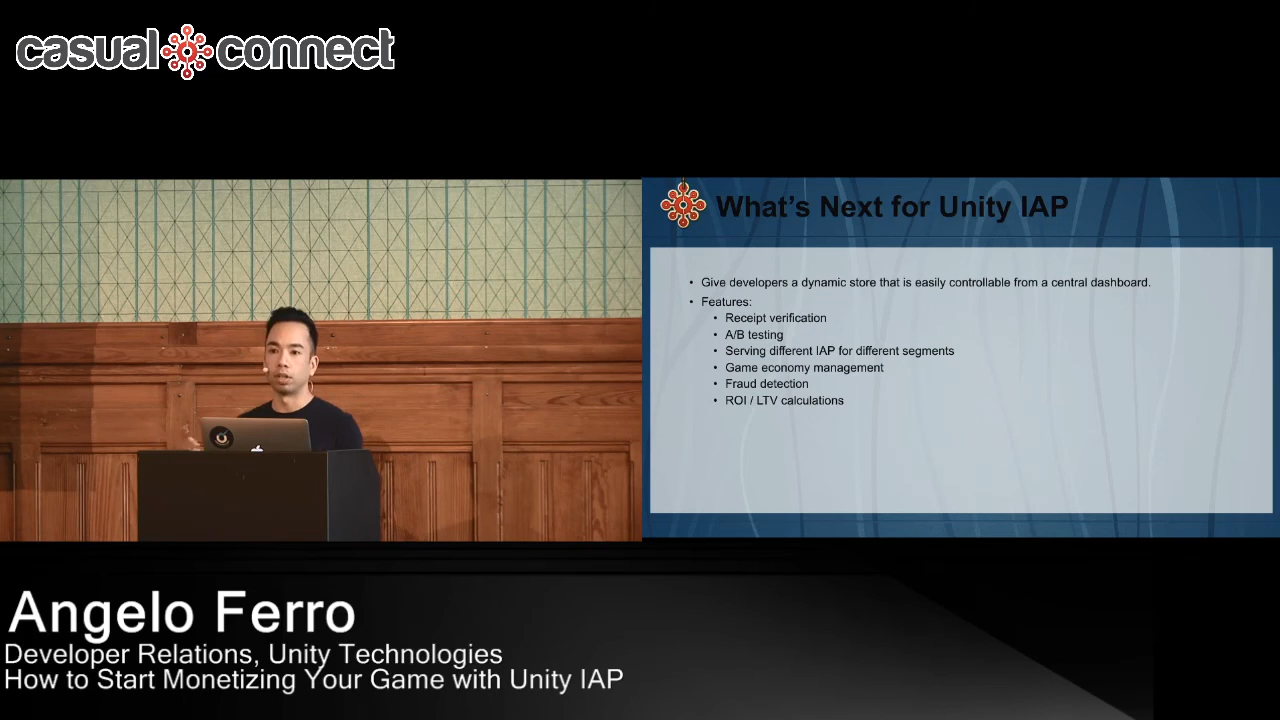 casual connect
What's Next for Unity IAP
• Give developers a dynamic store that is easily controllable from a central dashboard.
• Features:
• Receipt verification
• A/B testing
• Serving different IAP for different segments
• Game economy management
• Fraud detection
• ROI / LTV calculations
Angelo Ferro
Developer Relations, Unity Technologies
How to Start Monetizing Your Game with Unity IAP